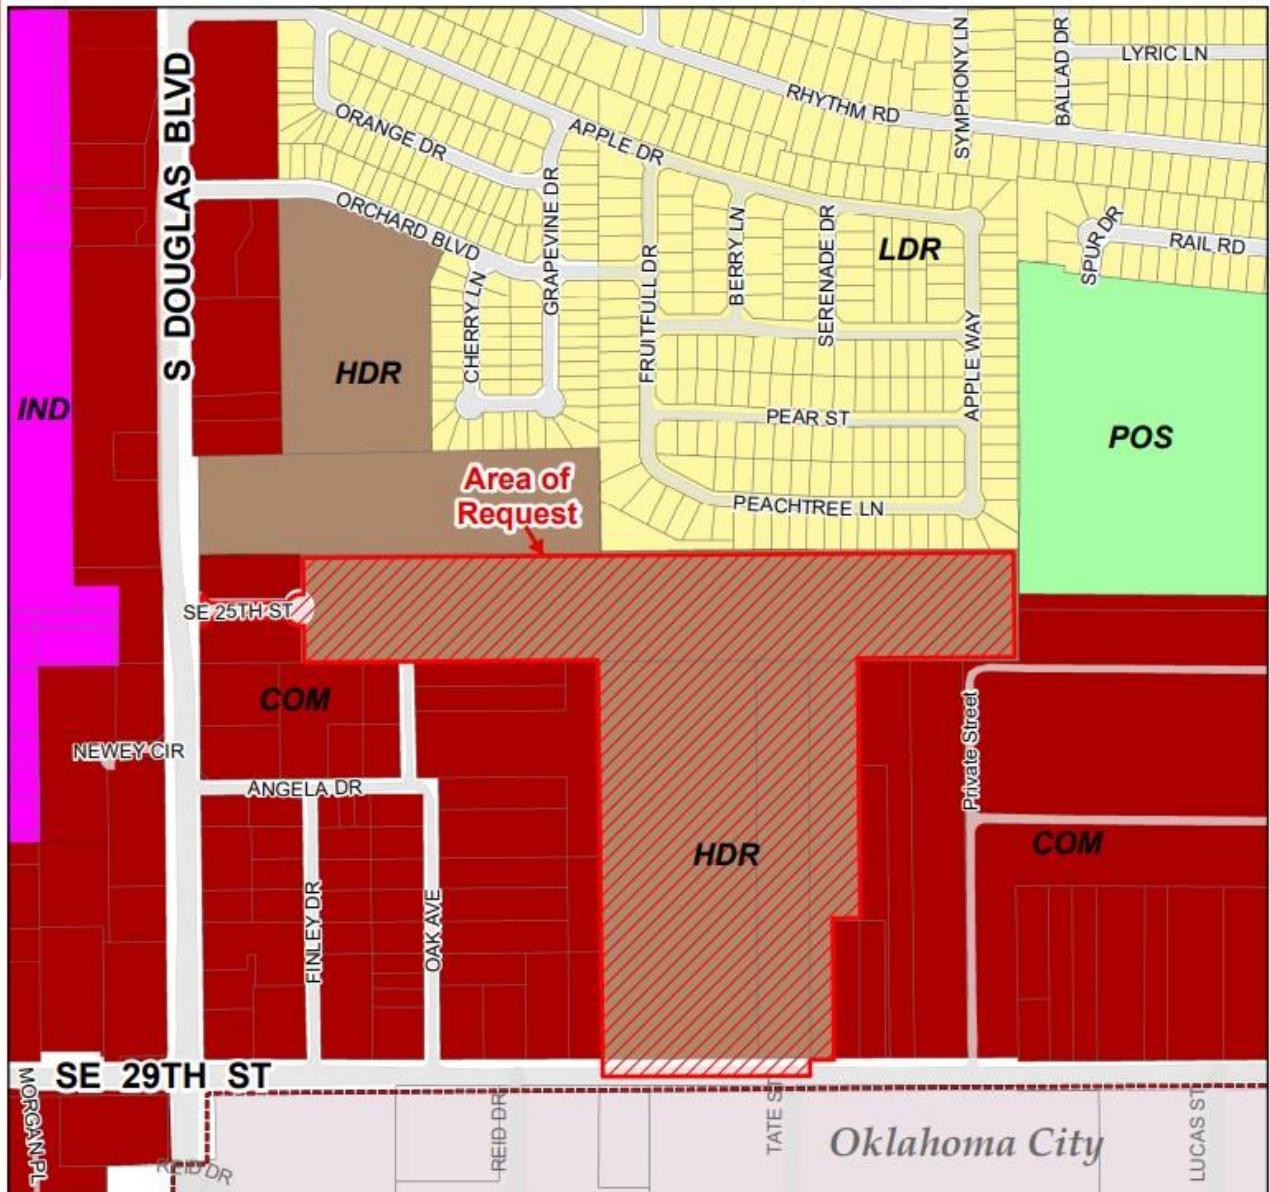 LYRIC LN
SYMPHONY LN
BALLAD DR
RHYTHM RD
S DOUGLAS BLVD
ORANGE DR
APPLE DR
GRAPEVINE DR
ORCHARD BLVD
CHERRY LN
FRUITFULL DR
BERRY LN
SERENADE DR
LDR
SPUR DR
RAIL RD
APPLE WAY
HDR
IND
PEAR ST
POS
Area of
Request
PEACHTREE LN
SE 25TH ST
COM
NEWEY CIR
ANGELA DR
Private Street
HDR
COM
FINLEY DR
OAK AVE
SE 29TH ST
MORGAN PL
REID DR
REID DR
TATE ST
Oklahoma City
LUCAS ST